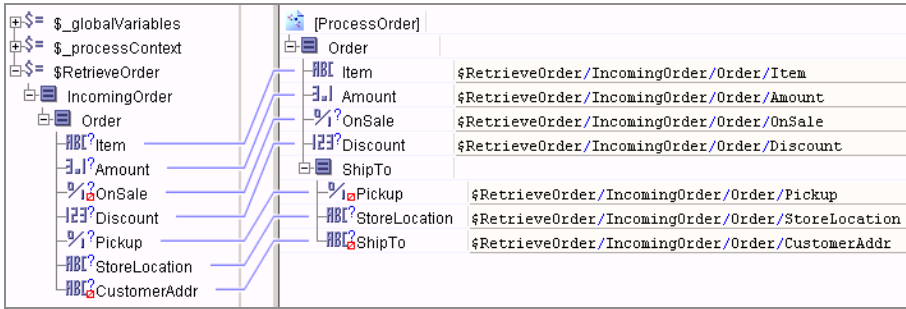 $_globalVariables
$_processContext
$RetrieveOrder
IncomingOrder
Order
Item
Amount
OnSale
Discount
Pickup
StoreLocation
CustomerAddr
[ProcessOrder]
Order
Item $RetrieveOrder/IncomingOrder/Order/Item
Amount $RetrieveOrder/IncomingOrder/Order/Amount
OnSale $RetrieveOrder/IncomingOrder/Order/OnSale
Discount $RetrieveOrder/IncomingOrder/Order/Discount
ShipTo
Pickup $RetrieveOrder/IncomingOrder/Order/Pickup
StoreLocation $RetrieveOrder/IncomingOrder/Order/StoreLocation
ShipTo $RetrieveOrder/IncomingOrder/Order/CustomerAddr